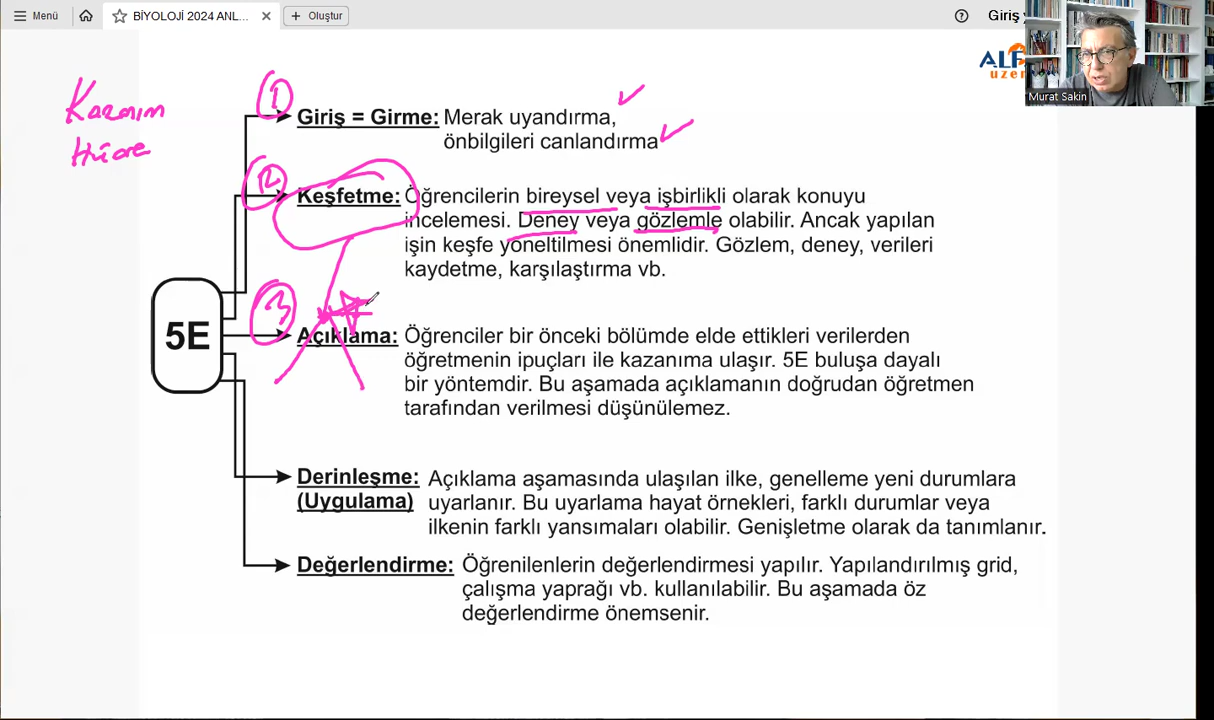 Menü
BİYOLOJİ 2024 ANL...
Oluştur
Giriş
ALF
uzem
Murat Sakin
Kazanım
Hücre
1
Giriş = Girme: Merak uyandırma,
önbilgileri canlandırma
2
Keşfetme: Öğrencilerin bireysel veya işbirlikli olarak konuyu
incelemesi. Deney veya gözlemle olabilir. Ancak yapılan
işin keşfe yöneltilmesi önemlidir. Gözlem, deney, verileri
kaydetme, karşılaştırma vb.
5E
3
Açıklama: Öğrenciler bir önceki bölümde elde ettikleri verilerden
öğretmenin ipuçları ile kazanıma ulaşır. 5E buluşa dayalı
bir yöntemdir. Bu aşamada açıklamanın doğrudan öğretmen
tarafından verilmesi düşünülemez.
Derinleşme: Açıklama aşamasında ulaşılan ilke, genelleme yeni durumlara
(Uygulama) uyarlanır. Bu uyarlama hayat örnekleri, farklı durumlar veya
ilkenin farklı yansımaları olabilir. Genişletme olarak da tanımlanır.
Değerlendirme: Öğrenilenlerin değerlendirmesi yapılır. Yapılandırılmış grid,
çalışma yaprağı vb. kullanılabilir. Bu aşamada öz
değerlendirme önemsenir.